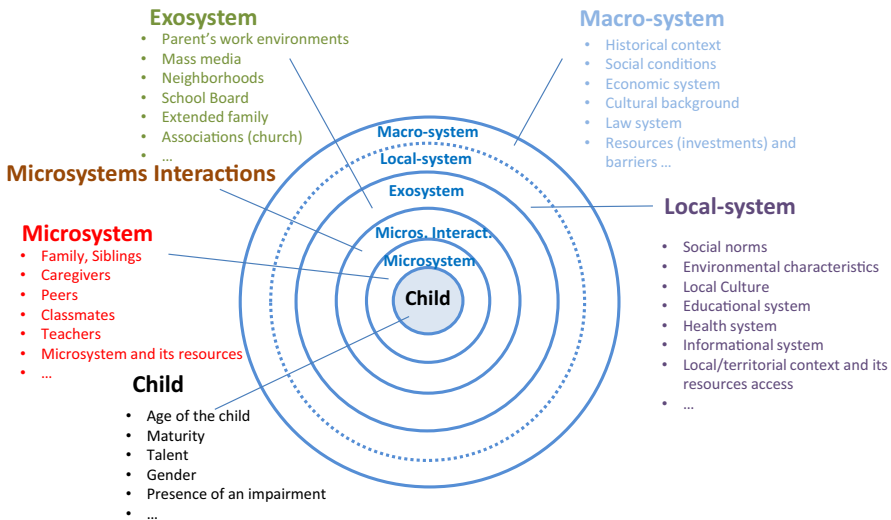 Exosystem
• Parent's work environments
• Mass media
• Neighborhoods
• School Board
• Extended family
• Associations (church)
• ...
Macro-system
• Historical context
• Social conditions
• Economic system
• Cultural background
• Law system
• Resources (investments) and
barriers ...
Microsystems Interactions
Microsystem
• Family, Siblings
• Caregivers
• Peers
• Classmates
• Teachers
• Microsystem and its resources
• ...
Child
• Age of the child
• Maturity
• Talent
• Gender
• Presence of an impairment
• ...
Macro-system
Local-system
Exosystem
Micros. Interact.
Microsystem
Child
Local-system
• Social norms
• Environmental characteristics
• Local Culture
• Educational system
• Health system
• Informational system
• Local/territorial context and its
resources access
• ...